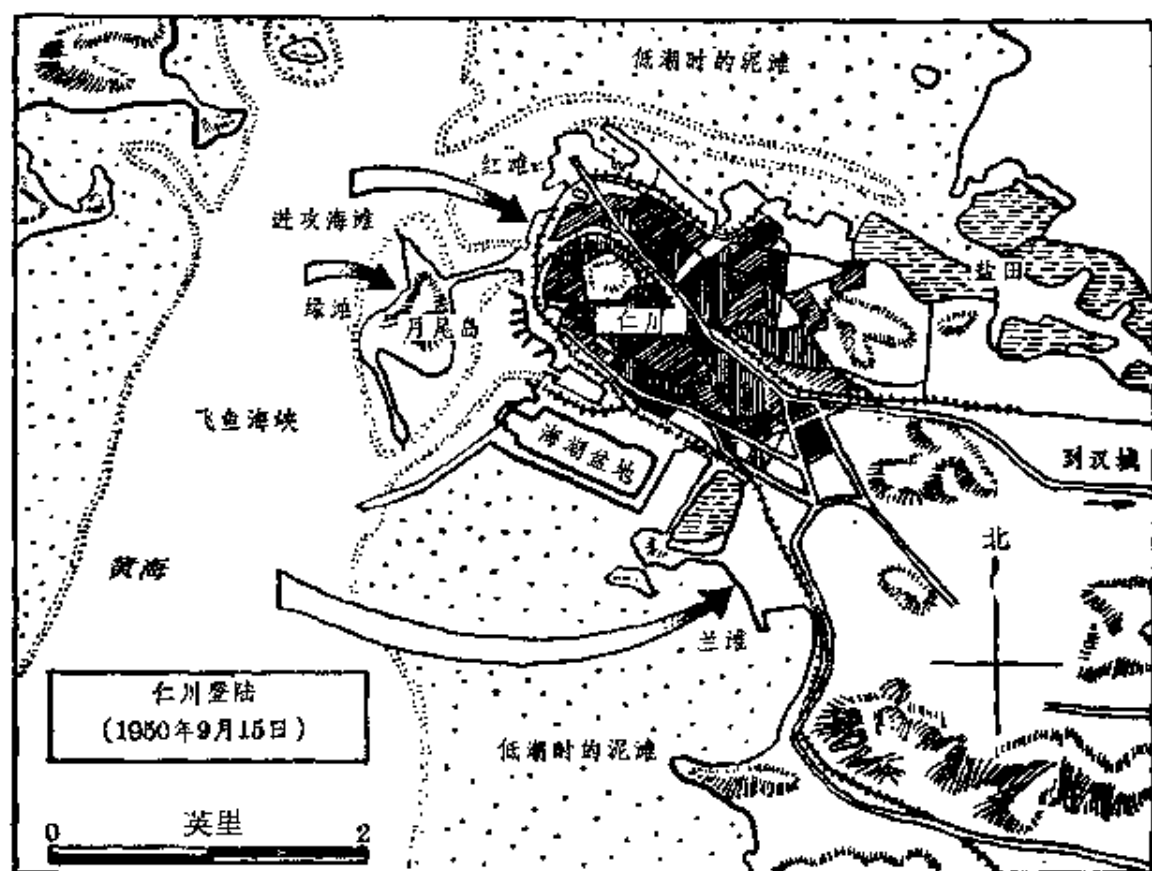 低潮时的泥滩
红滩
进攻海滩
盐田
绿滩
月尾岛
仁川
飞鱼海峡
海湖盆地
到汉城
北
黄海
兰滩
仁川登陆
(1950年9月15日)
低潮时的泥滩
0 英里 2